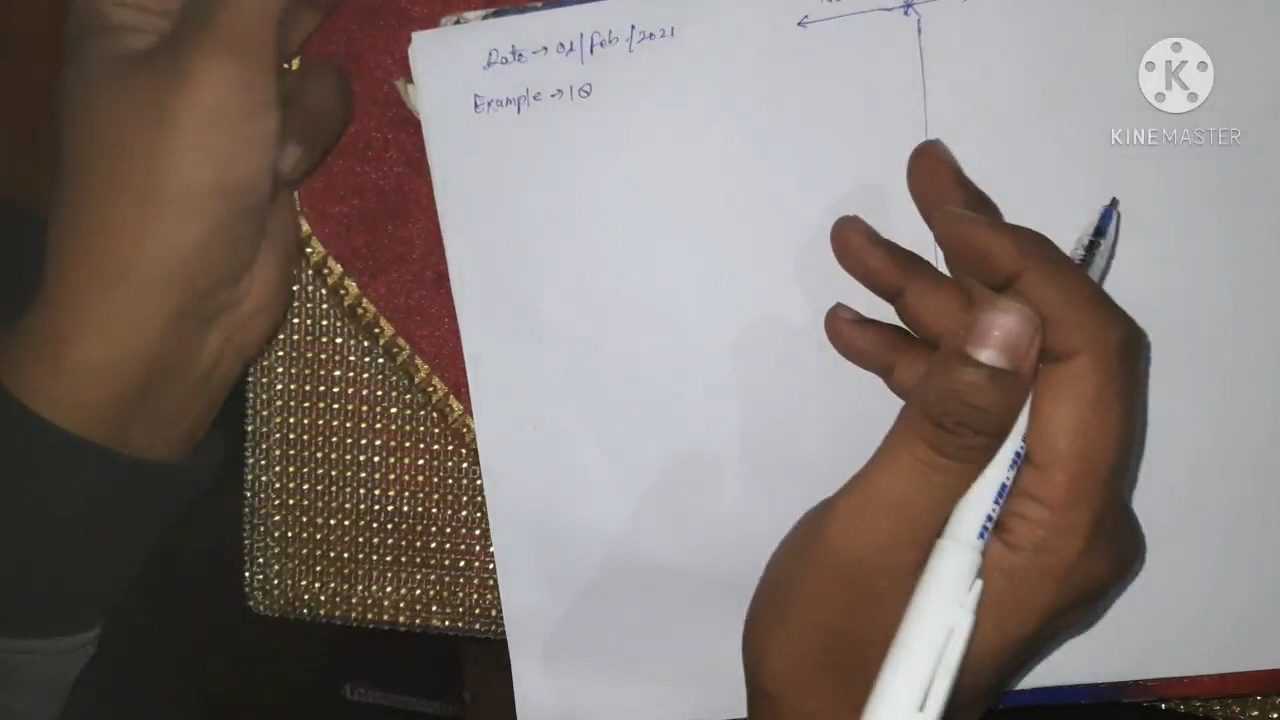 Date → 01/Feb./2021
Example → 10
K
KINEMASTER